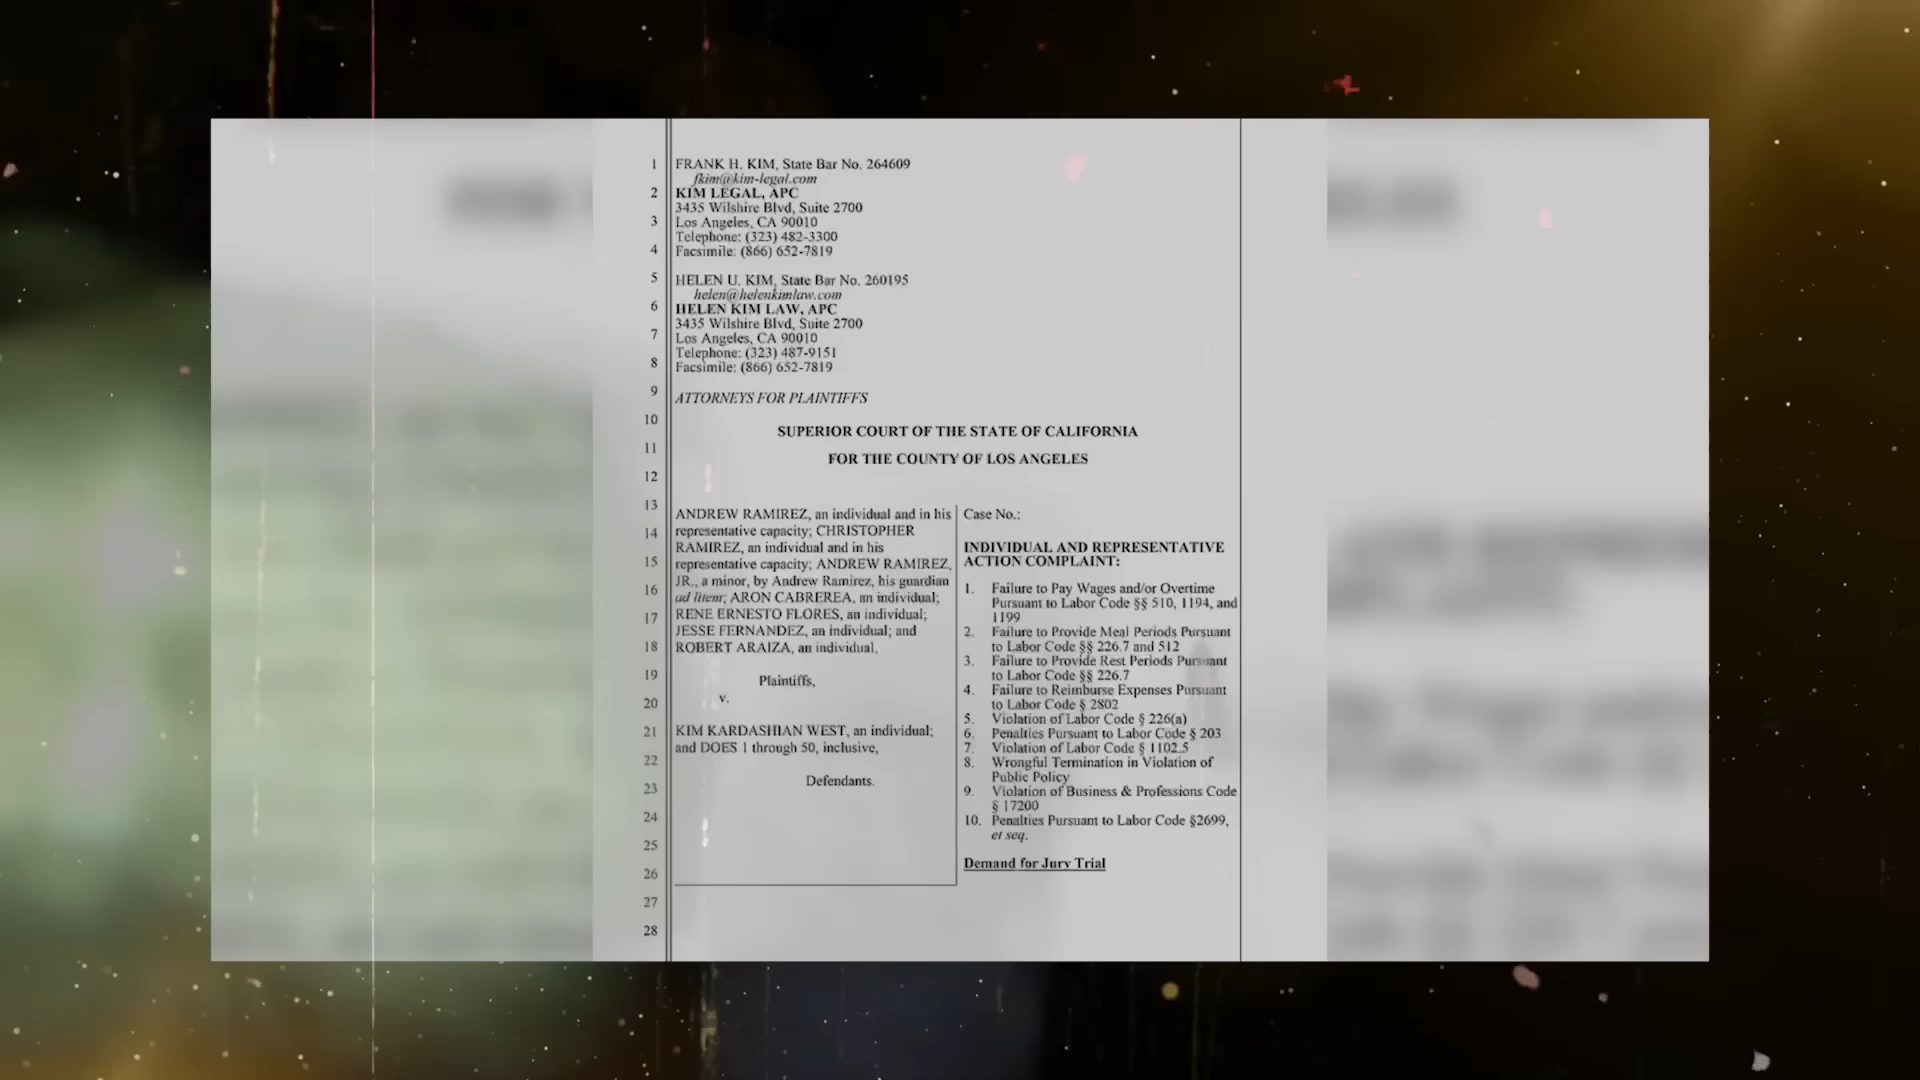 1 FRANK H. KIM, State Bar No. 264609
fkim@kim-legal.com
2 KIM LEGAL, APC
3435 Wilshire Blvd, Suite 2700
3 Los Angeles, CA 90010
Telephone: (323) 482-3300
4 Facsimile: (866) 652-7819
5 HELEN U. KIM, State Bar No. 260195
helen@helenkimlaw.com
6 HELEN KIM LAW, APC
3435 Wilshire Blvd, Suite 2700
7 Los Angeles, CA 90010
Telephone: (323) 487-9151
8 Facsimile: (866) 652-7819
9 ATTORNEYS FOR PLAINTIFFS
10 SUPERIOR COURT OF THE STATE OF CALIFORNIA
11 FOR THE COUNTY OF LOS ANGELES
12
13 ANDREW RAMIREZ, an individual and in his
14 representative capacity; CHRISTOPHER
RAMIREZ, an individual and in his
15 representative capacity; ANDREW RAMIREZ,
JR., a minor, by Andrew Ramirez, his guardian
16 ad litem; ARON CABREREA, an individual;
17 RENE ERNESTO FLORES, an individual;
JESSE FERNANDEZ, an individual; and
18 ROBERT ARAIZA, an individual,
19 Plaintiffs,
20 v.
21 KIM KARDASHIAN WEST, an individual;
and DOES 1 through 50, inclusive,
22
23 Defendants.
24
25
26
27
28
Case No.:
INDIVIDUAL AND REPRESENTATIVE
ACTION COMPLAINT:
1. Failure to Pay Wages and/or Overtime
Pursuant to Labor Code §§ 510, 1194, and
1199
2. Failure to Provide Meal Periods Pursuant
to Labor Code §§ 226.7 and 512
3. Failure to Provide Rest Periods Pursuant
to Labor Code §§ 226.7
4. Failure to Reimburse Expenses Pursuant
to Labor Code § 2802
5. Violation of Labor Code § 226(a)
6. Penalties Pursuant to Labor Code § 203
7. Violation of Labor Code § 1102.5
8. Wrongful Termination in Violation of
Public Policy
9. Violation of Business & Professions Code
§ 17200
10. Penalties Pursuant to Labor Code §2699,
et seq.
Demand for Jury Trial